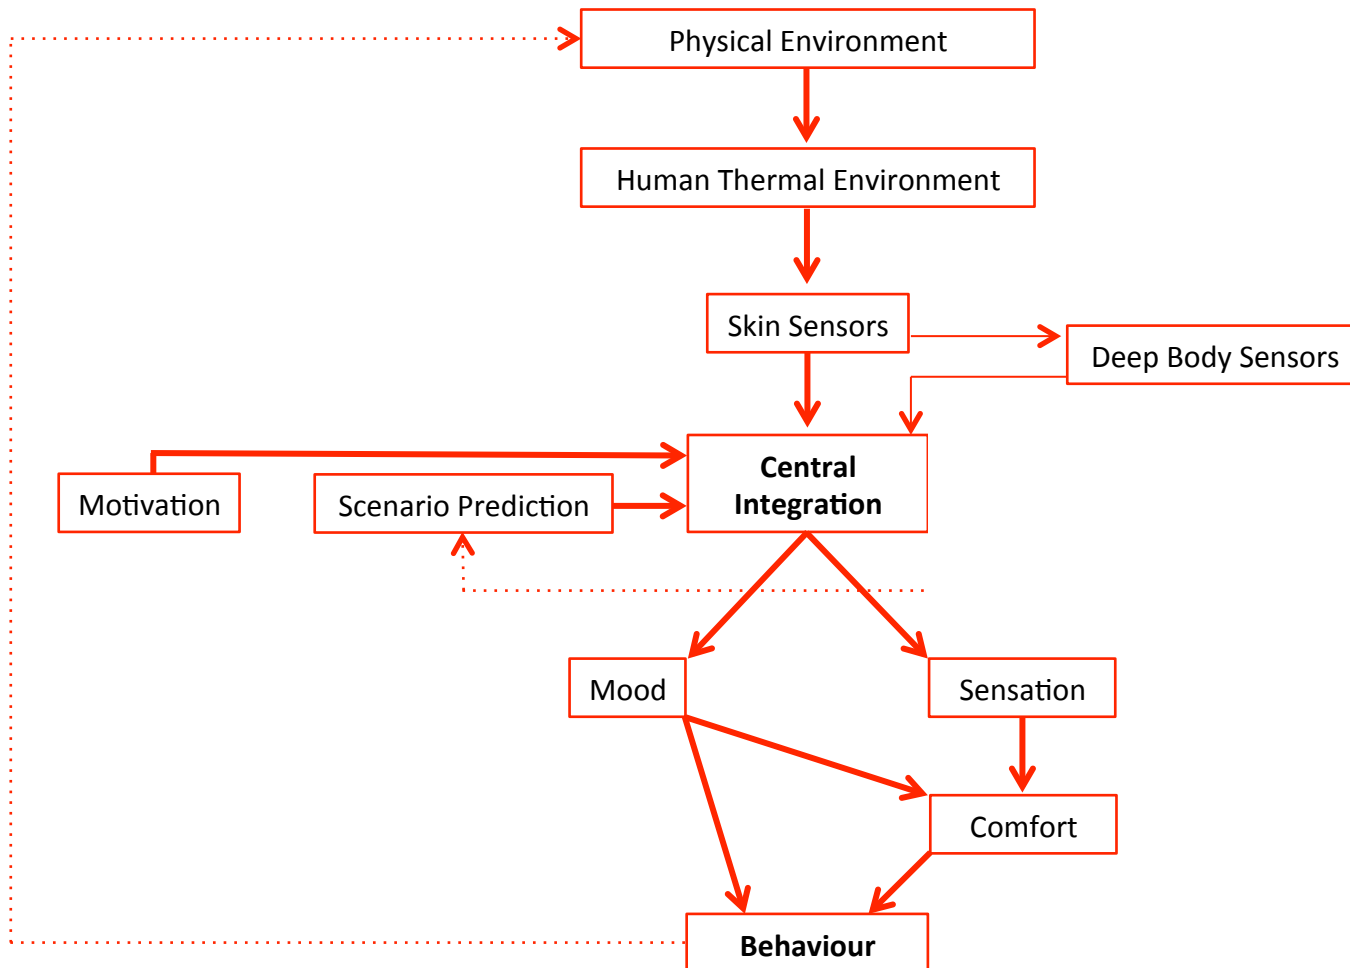 Physical Environment
Human Thermal Environment
Skin Sensors
Deep Body Sensors
Central
Integration
Motivation
Scenario Prediction
Mood
Sensation
Comfort
Behaviour